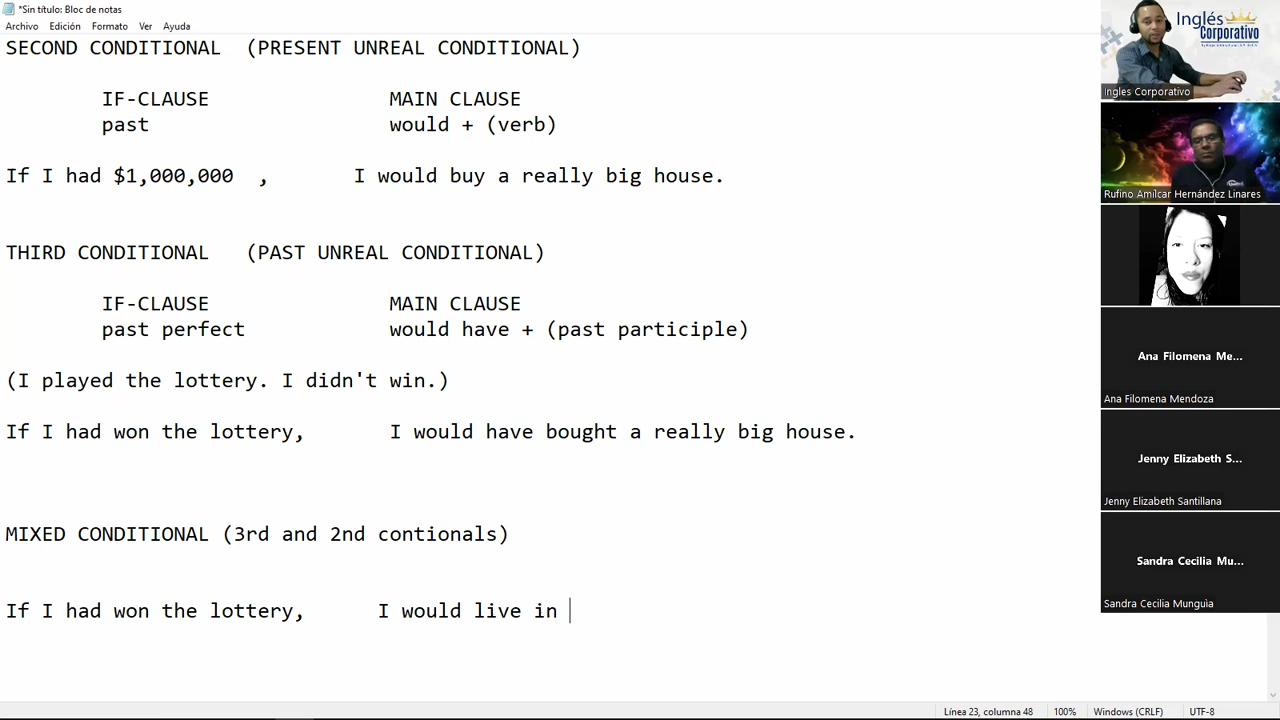 *Sin título: Bloc de notas
Archivo Edición Formato Ver Ayuda
SECOND CONDITIONAL (PRESENT UNREAL CONDITIONAL)
IF-CLAUSE MAIN CLAUSE
past would + (verb)
If I had $1,000,000 , I would buy a really big house.
THIRD CONDITIONAL (PAST UNREAL CONDITIONAL)
IF-CLAUSE MAIN CLAUSE
past perfect would have + (past participle)
(I played the lottery. I didn't win.)
If I had won the lottery, I would have bought a really big house.
MIXED CONDITIONAL (3rd and 2nd contionals)
If I had won the lottery, I would live in
Línea 23, columna 48 100% Windows (CRLF) UTF-8
Inglés
Corporativo
Ingles Corporativo
Rufino Amílcar Hernández Linares
Ana Filomena Me...
Ana Filomena Mendoza
Jenny Elizabeth S...
Jenny Elizabeth Santillana
Sandra Cecilia Mu...
Sandra Cecilia Munguìa